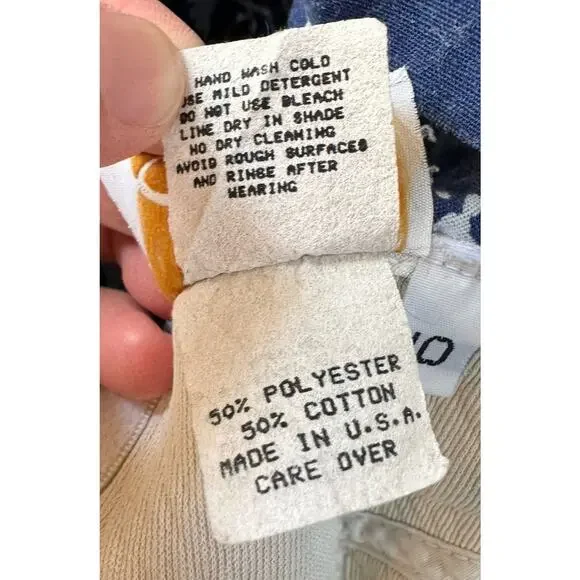 HAND WASH COLD
USE MILD DETERGENT
DO NOT USE BLEACH
LINE DRY IN SHADE
NO DRY CLEANING
AVOID ROUGH SURFACES
AND RINSE AFTER
WEARING
50% POLYESTER
50% COTTON
MADE IN U.S.A.
CARE OVER
10